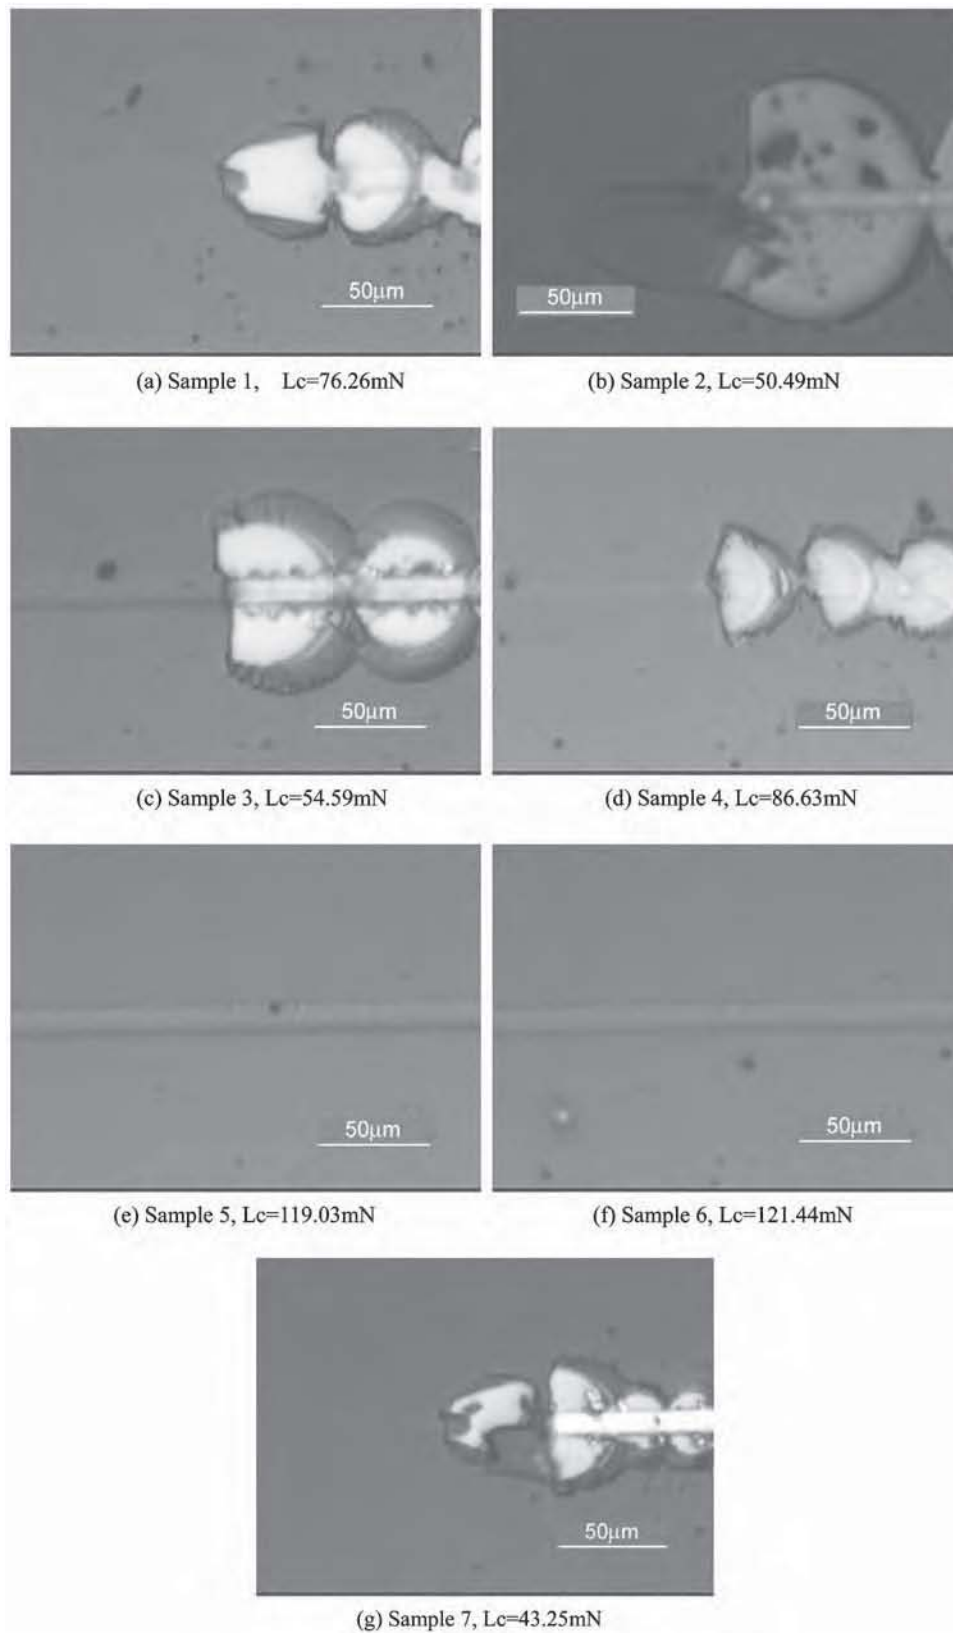 50μm
50μm
(a) Sample 1, Lc=76.26mN
(b) Sample 2, Lc=50.49mN
50μm
50μm
(c) Sample 3, Lc=54.59mN
(d) Sample 4, Lc=86.63mN
50μm
50μm
(e) Sample 5, Lc=119.03mN
(f) Sample 6, Lc=121.44mN
50μm
(g) Sample 7, Lc=43.25mN